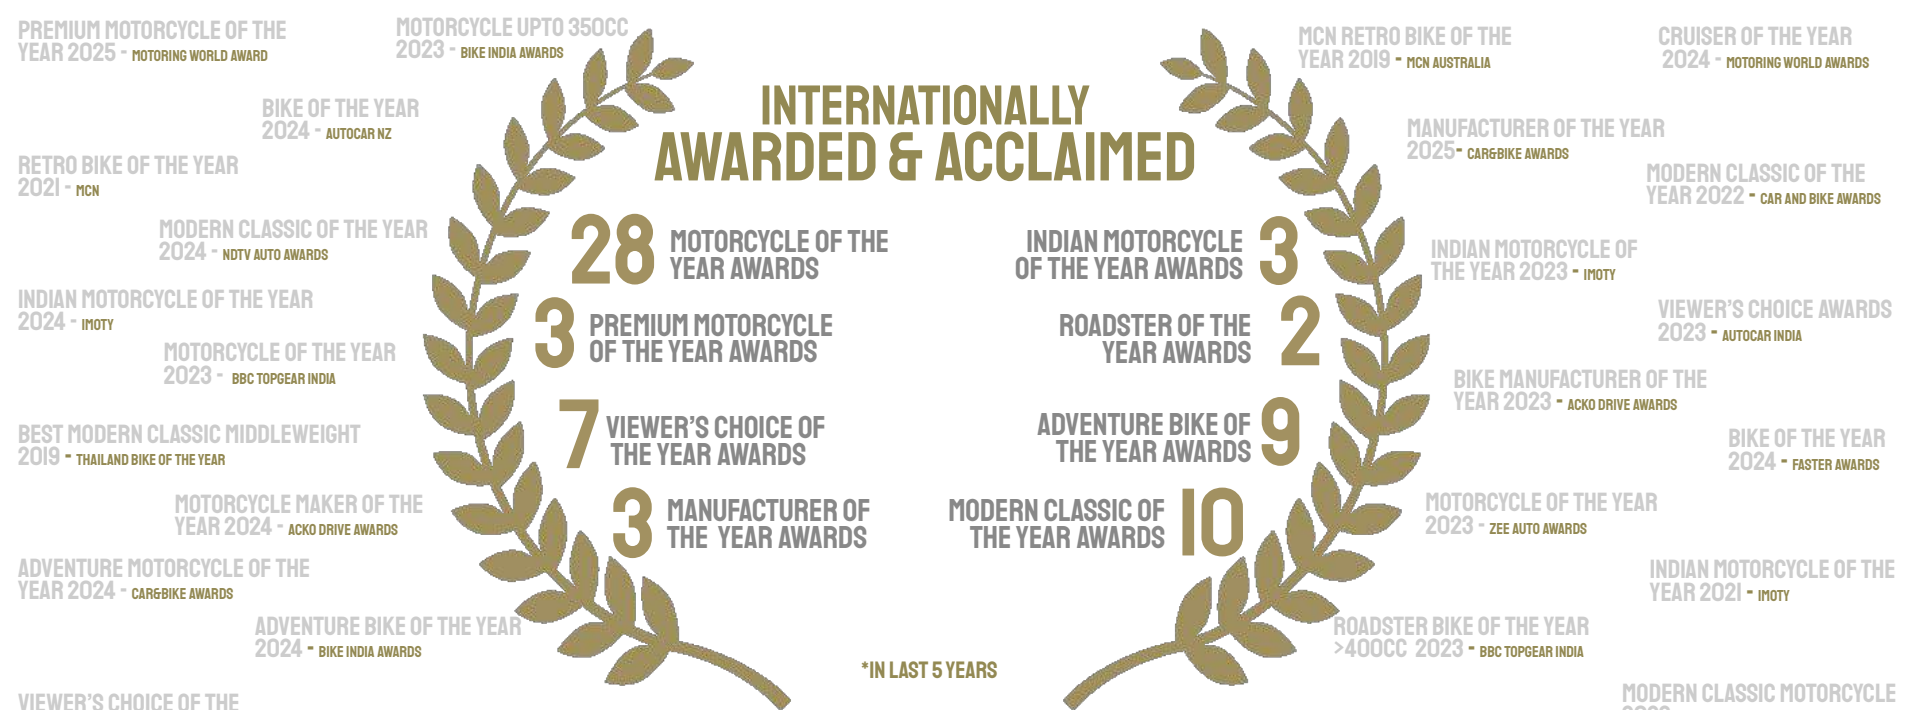 PREMIUM MOTORCYCLE OF THE
YEAR 2025 - MOTORING WORLD AWARD
MOTORCYCLE UPTO 350CC
2023 - BIKE INDIA AWARDS
BIKE OF THE YEAR
2024 - AUTOCAR NZ
RETRO BIKE OF THE YEAR
2021 - MCN
MODERN CLASSIC OF THE YEAR
2024 - NDTV AUTO AWARDS
INDIAN MOTORCYCLE OF THE YEAR
2024 - IMOTY
MOTORCYCLE OF THE YEAR
2023 - BBC TOPGEAR INDIA
BEST MODERN CLASSIC MIDDLEWEIGHT
2019 - THAILAND BIKE OF THE YEAR
MOTORCYCLE MAKER OF THE
YEAR 2024 - ACKO DRIVE AWARDS
ADVENTURE MOTORCYCLE OF THE
YEAR 2024 - CAR&BIKE AWARDS
ADVENTURE BIKE OF THE YEAR
2024 - BIKE INDIA AWARDS
VIEWER'S CHOICE OF THE
INTERNATIONALLY
AWARDED & ACCLAIMED
28 MOTORCYCLE OF THE
YEAR AWARDS
3 PREMIUM MOTORCYCLE
OF THE YEAR AWARDS
7 VIEWER'S CHOICE OF
THE YEAR AWARDS
3 MANUFACTURER OF
THE YEAR AWARDS
INDIAN MOTORCYCLE 3
OF THE YEAR AWARDS
ROADSTER OF THE 2
YEAR AWARDS
ADVENTURE BIKE OF 9
THE YEAR AWARDS
MODERN CLASSIC OF 10
THE YEAR AWARDS
*IN LAST 5 YEARS
MCN RETRO BIKE OF THE
YEAR 2019 - MCN AUSTRALIA
CRUISER OF THE YEAR
2024 - MOTORING WORLD AWARDS
MANUFACTURER OF THE YEAR
2025- CAR&BIKE AWARDS
MODERN CLASSIC OF THE
YEAR 2022 - CAR AND BIKE AWARDS
INDIAN MOTORCYCLE OF
THE YEAR 2023 - IMOTY
VIEWER'S CHOICE AWARDS
2023 - AUTOCAR INDIA
BIKE MANUFACTURER OF THE
YEAR 2023 - ACKO DRIVE AWARDS
BIKE OF THE YEAR
2024 - FASTER AWARDS
MOTORCYCLE OF THE YEAR
2023 - ZEE AUTO AWARDS
INDIAN MOTORCYCLE OF THE
YEAR 2021 - IMOTY
ROADSTER BIKE OF THE YEAR
>400CC 2023 - BBC TOPGEAR INDIA
MODERN CLASSIC MOTORCYCLE